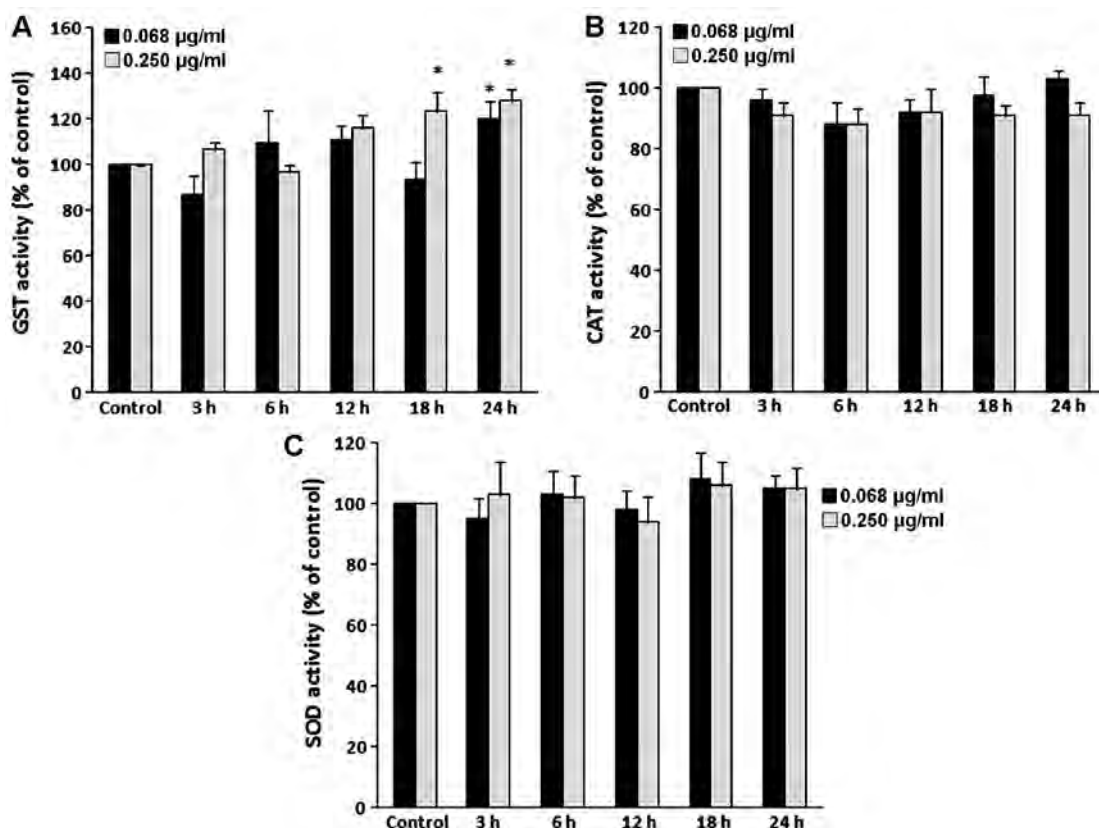 A
GST activity (% of control)
0.068 µg/ml
0.250 µg/ml
160
140
120
100
80
60
40
20
0
* * *
Control 3 h 6 h 12 h 18 h 24 h
B
CAT activity (% of control)
0.068 µg/ml
0.250 µg/ml
120
100
80
60
40
20
0
Control 3 h 6 h 12 h 18 h 24 h
C
SOD activity (% of control)
120
100
80
60
40
20
0
0.068 µg/ml
0.250 µg/ml
Control 3 h 6 h 12 h 18 h 24 h